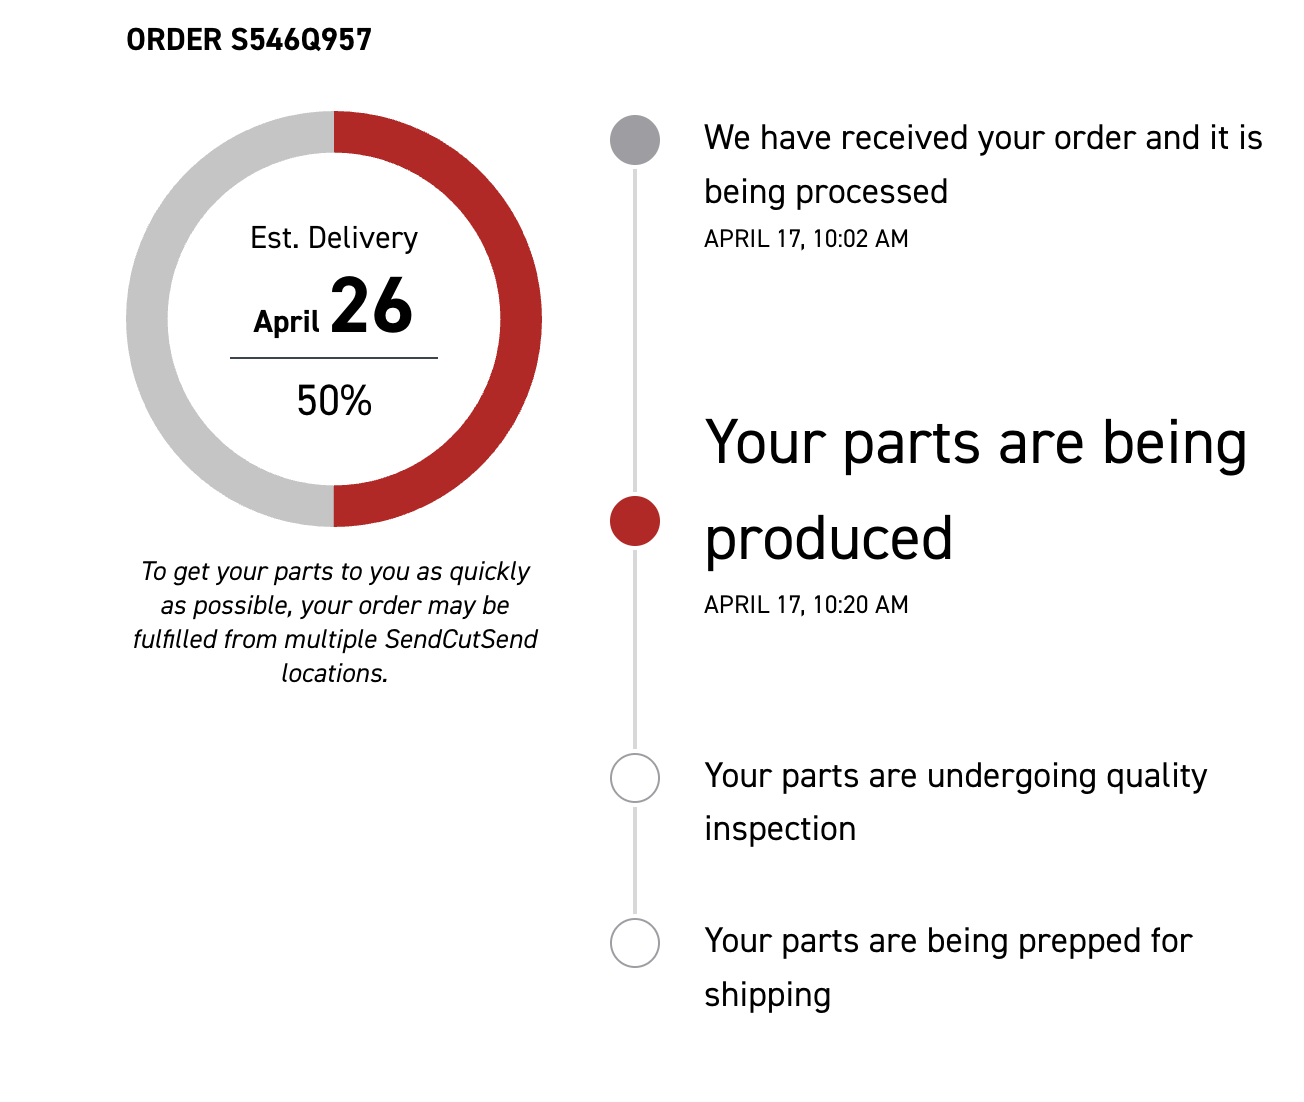 ORDER S546Q957
Est. Delivery
April 26
50%
To get your parts to you as quickly
as possible, your order may be
fulfilled from multiple SendCutSend
locations.
We have received your order and it is
being processed
APRIL 17, 10:02 AM
Your parts are being
produced
APRIL 17, 10:20 AM
Your parts are undergoing quality
inspection
Your parts are being prepped for
shipping